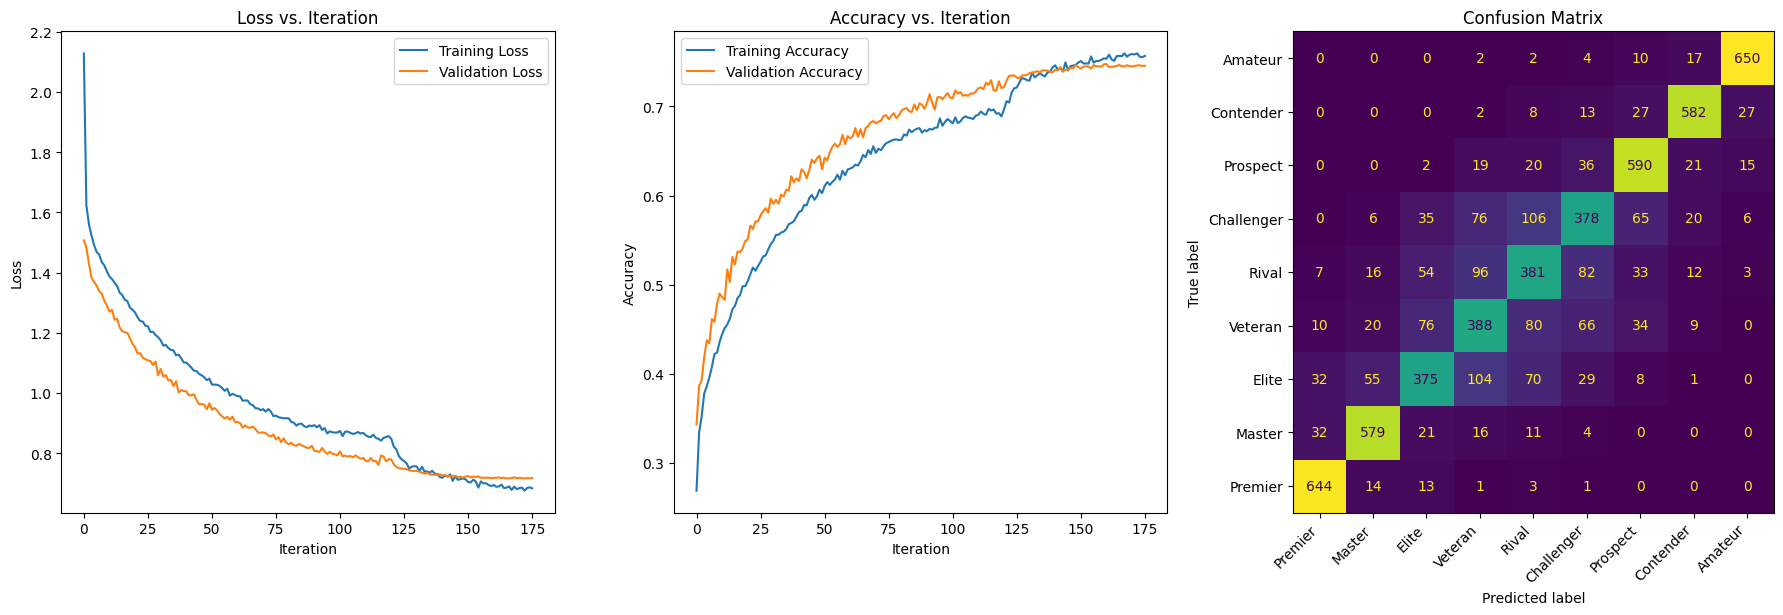 Loss vs. Iteration
Training Loss
Validation Loss
2.2
2.0
1.8
1.6
1.4
1.2
1.0
0.8
Loss
0 25 50 75 100 125 150 175
Iteration
Accuracy vs. Iteration
Training Accuracy
Validation Accuracy
0.7
0.6
0.5
0.4
0.3
Accuracy
0 25 50 75 100 125 150 175
Iteration
Confusion Matrix
True label
Amateur 0 0 0 2 2 4 10 17 650
Contender 0 0 0 2 8 13 27 582 27
Prospect 0 0 2 19 20 36 590 21 15
Challenger 0 6 35 76 106 378 65 20 6
Rival 7 16 54 96 381 82 33 12 3
Veteran 10 20 76 388 80 66 34 9 0
Elite 32 55 375 104 70 29 8 1 0
Master 32 579 21 16 11 4 0 0 0
Premier 644 14 13 1 3 1 0 0 0
Premier Master Elite Veteran Rival Challenger Prospect Contender Amateur
Predicted label